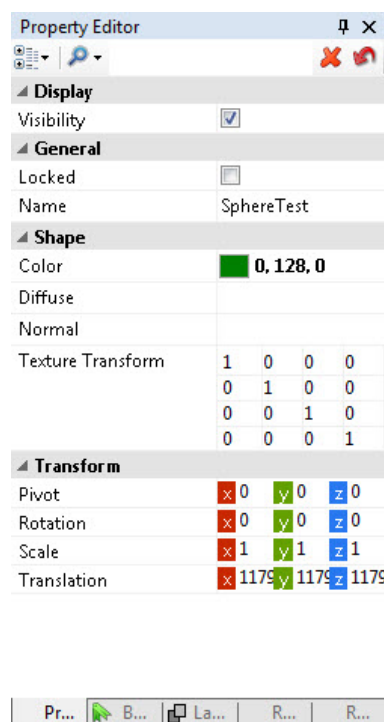 Property Editor
Display
Visibility
General
Locked
Name SphereTest
Shape
Color 0, 128, 0
Diffuse
Normal
Texture Transform 1 0 0 0
0 1 0 0
0 0 1 0
0 0 0 1
Transform
Pivot x 0 y 0 z 0
Rotation x 0 y 0 z 0
Scale x 1 y 1 z 1
Translation x 1179 y 1179 z 1179
Pr... B... La... R... R...